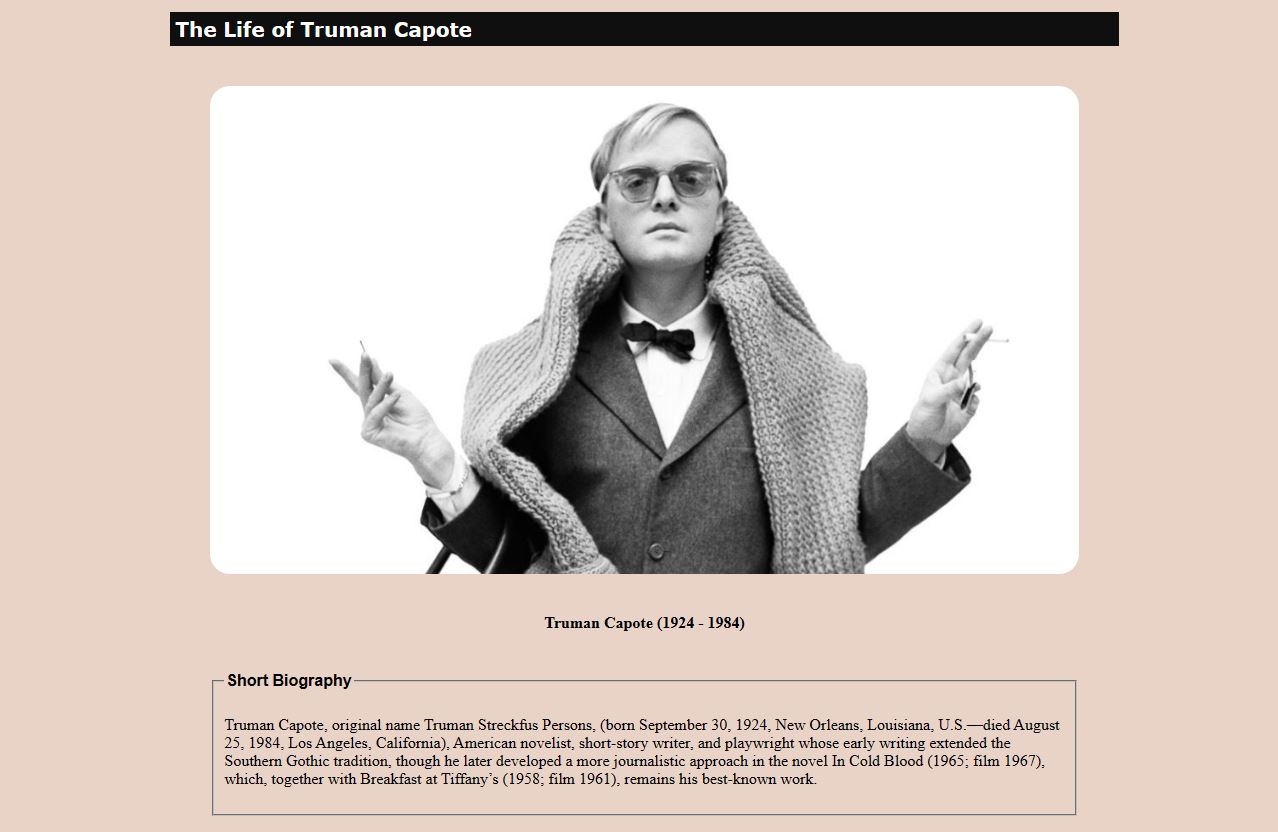 The Life of Truman Capote
Truman Capote (1924 - 1984)
Short Biography
Truman Capote, original name Truman Streckfus Persons, (born September 30, 1924, New Orleans, Louisiana, U.S.—died August
25, 1984, Los Angeles, California), American novelist, short-story writer, and playwright whose early writing extended the
Southern Gothic tradition, though he later developed a more journalistic approach in the novel In Cold Blood (1965; film 1967),
which, together with Breakfast at Tiffany’s (1958; film 1961), remains his best-known work.